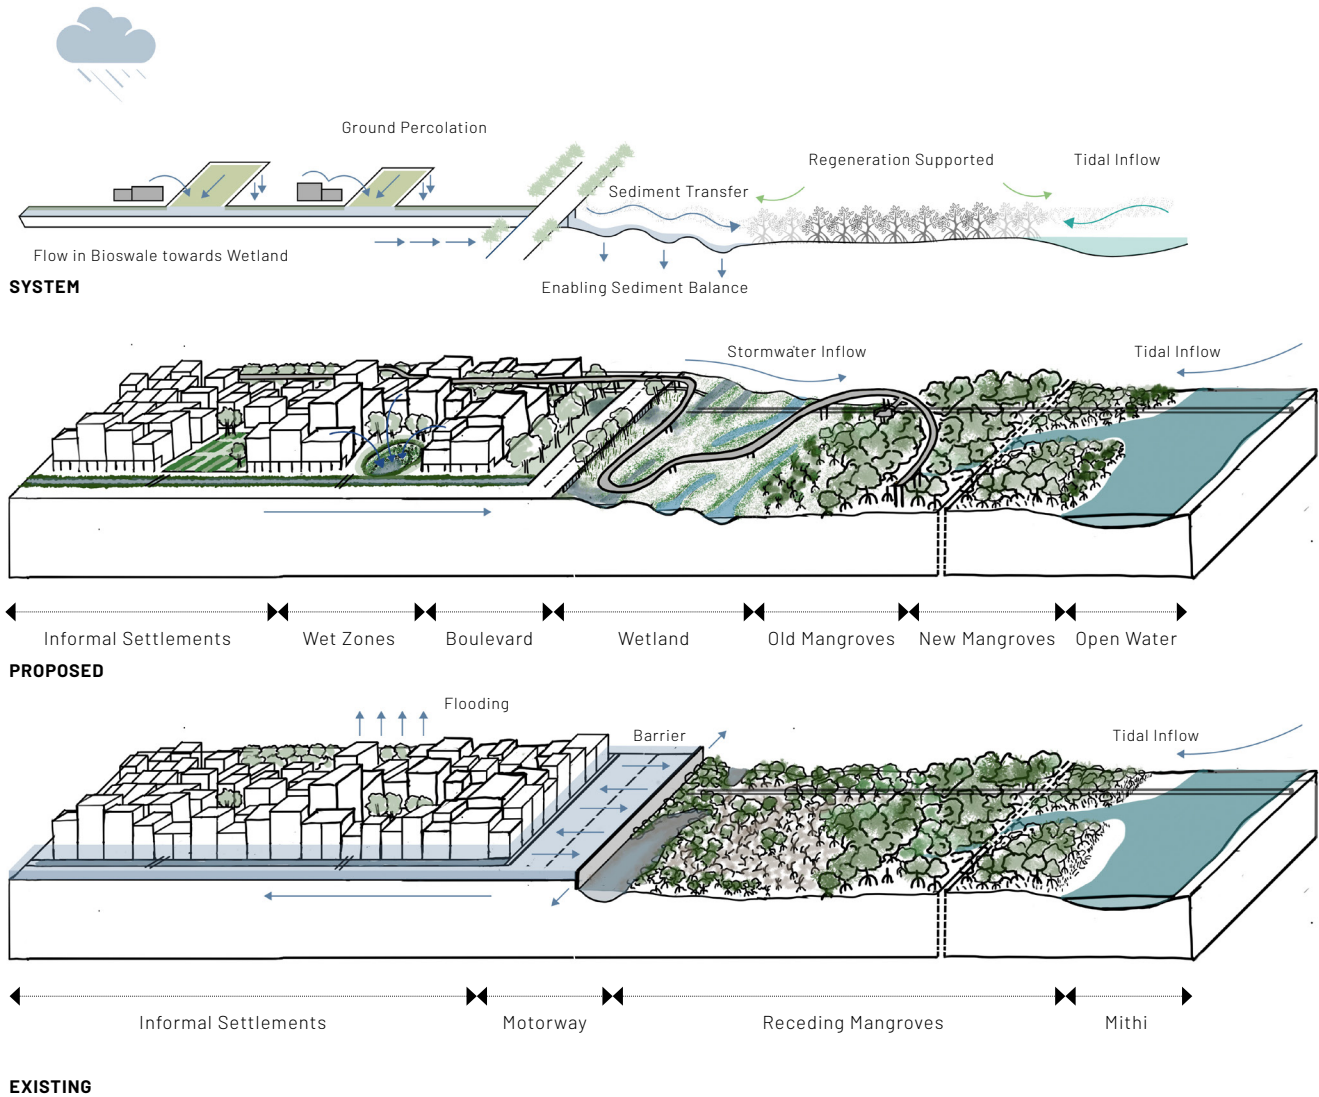 Ground Percolation
Regeneration Supported
Tidal Inflow
Sediment Transfer
Flow in Bioswale towards Wetland
Enabling Sediment Balance
SYSTEM
Stormwater Inflow
Tidal Inflow
Informal Settlements
Wet Zones
Boulevard
Wetland
Old Mangroves
New Mangroves
Open Water
PROPOSED
Flooding
Barrier
Tidal Inflow
Informal Settlements
Motorway
Receding Mangroves
Mithi
EXISTING